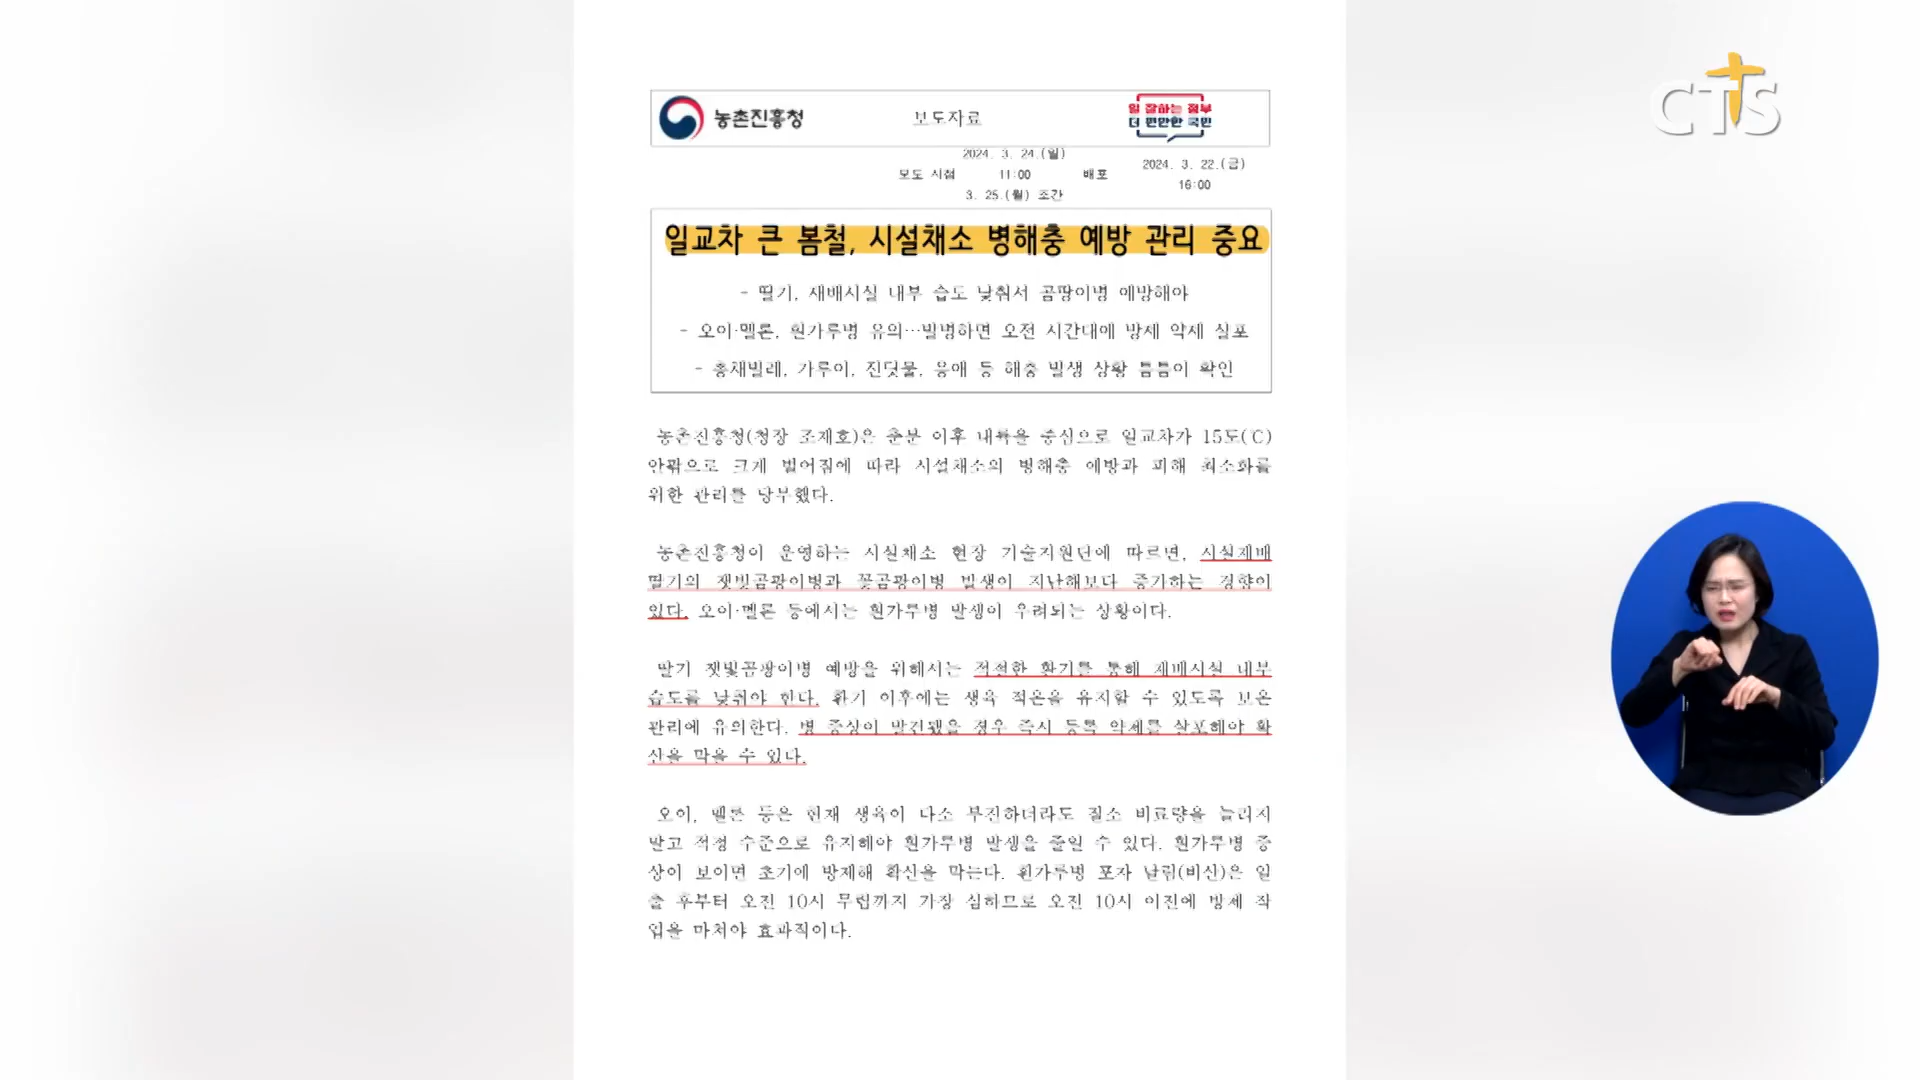 CTS
농촌진흥청
보도자료
일 잘하는 정부
더 편안한 국민
2024. 3. 24.(일)
11:00
3. 25.(월) 조간
보도 시점
배포
2024. 3. 22.(금)
16:00
일교차 큰 봄철, 시설채소 병해충 예방 관리 중요
- 딸기, 재배시설 내부 습도 낮춰서 곰팡이병 예방해야
- 오이·멜론, 흰가루병 유의…발병하면 오전 시간대에 방제 약제 살포
- 총채벌레, 가루이, 진딧물, 응애 등 해충 발생 상황 틈틈이 확인
농촌진흥청(청장 조재호)은 춘분 이후 내륙을 중심으로 일교차가 15도(℃)
안팎으로 크게 벌어짐에 따라 시설채소의 병해충 예방과 피해 최소화를
위한 관리를 당부했다.
농촌진흥청이 운영하는 시설채소 현장 기술지원단에 따르면, 시설재배
딸기의 잿빛곰팡이병과 꽃곰팡이병 발생이 지난해보다 증가하는 경향이
있다. 오이·멜론 등에서는 흰가루병 발생이 우려되는 상황이다.
딸기 잿빛곰팡이병 예방을 위해서는 적절한 환기를 통해 재배시설 내부
습도를 낮춰야 한다. 환기 이후에는 생육 적온을 유지할 수 있도록 보온
관리에 유의한다. 병 증상이 발견됐을 경우 즉시 등록 약제를 살포해야 확
산을 막을 수 있다.
오이, 멜론 등은 현재 생육이 다소 부진하더라도 질소 비료량을 늘리지
말고 적정 수준으로 유지해야 흰가루병 발생을 줄일 수 있다. 흰가루병 증
상이 보이면 초기에 방제해 확산을 막는다. 흰가루병 포자 날림(비산)은 일
출 후부터 오전 10시 무렵까지 가장 심하므로 오전 10시 이전에 방제 작
업을 마쳐야 효과적이다.